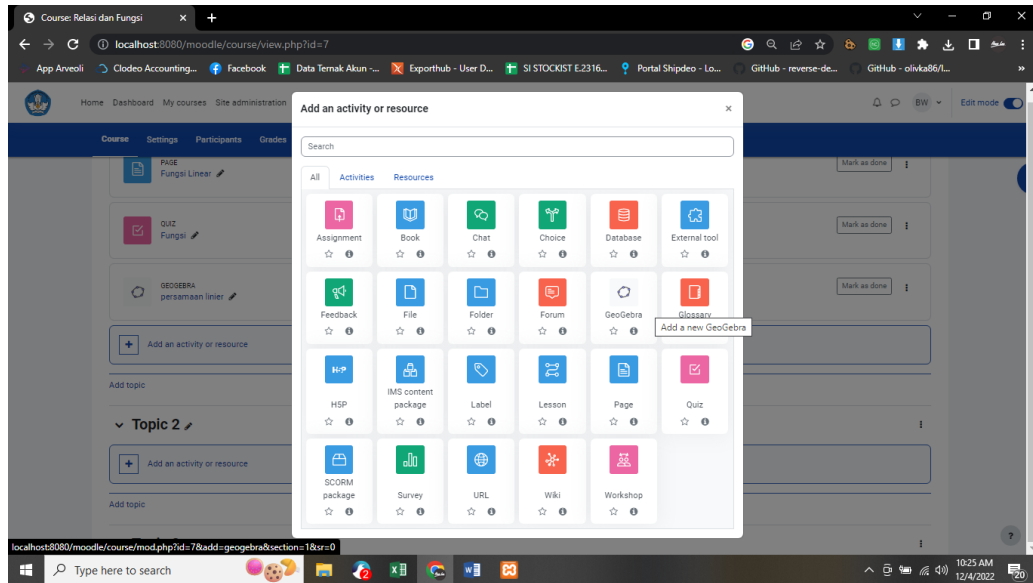 Course: Relasi dan Fungsi
localhost:8080/moodle/course/view.php?id=7
App Arveoli
Clodeo Accounting...
Facebook
Data Ternak Akun -...
Exporthub - User D...
SI STOCKIST E.2316...
Portal Shipdeo - Lo...
GitHub - reverse-de...
GitHub - olivka86/l...
»
Home Dashboard My courses Site administration
BW
Edit mode
Course Settings Participants Grades
Add an activity or resource
Search
All Activities Resources
PAGE
Fungsi Linear
Mark as done
QUIZ
Fungsi
Mark as done
GEOGEBRA
persamaan linier
Mark as done
Add an activity or resource
Add topic
Topic 2
Add an activity or resource
Add topic
Assignment Book Chat Choice Database External tool
Feedback File Folder Forum GeoGebra Glossary
Add a new GeoGebra
H5P
H5P IMS content package Label Lesson Page Quiz
SCORM package Survey URL Wiki Workshop
?
localhost:8080/moodle/course/mod.php?id=7&add=geogebra&section=1&sr=0
Type here to search
10:25 AM
12/4/2022
20